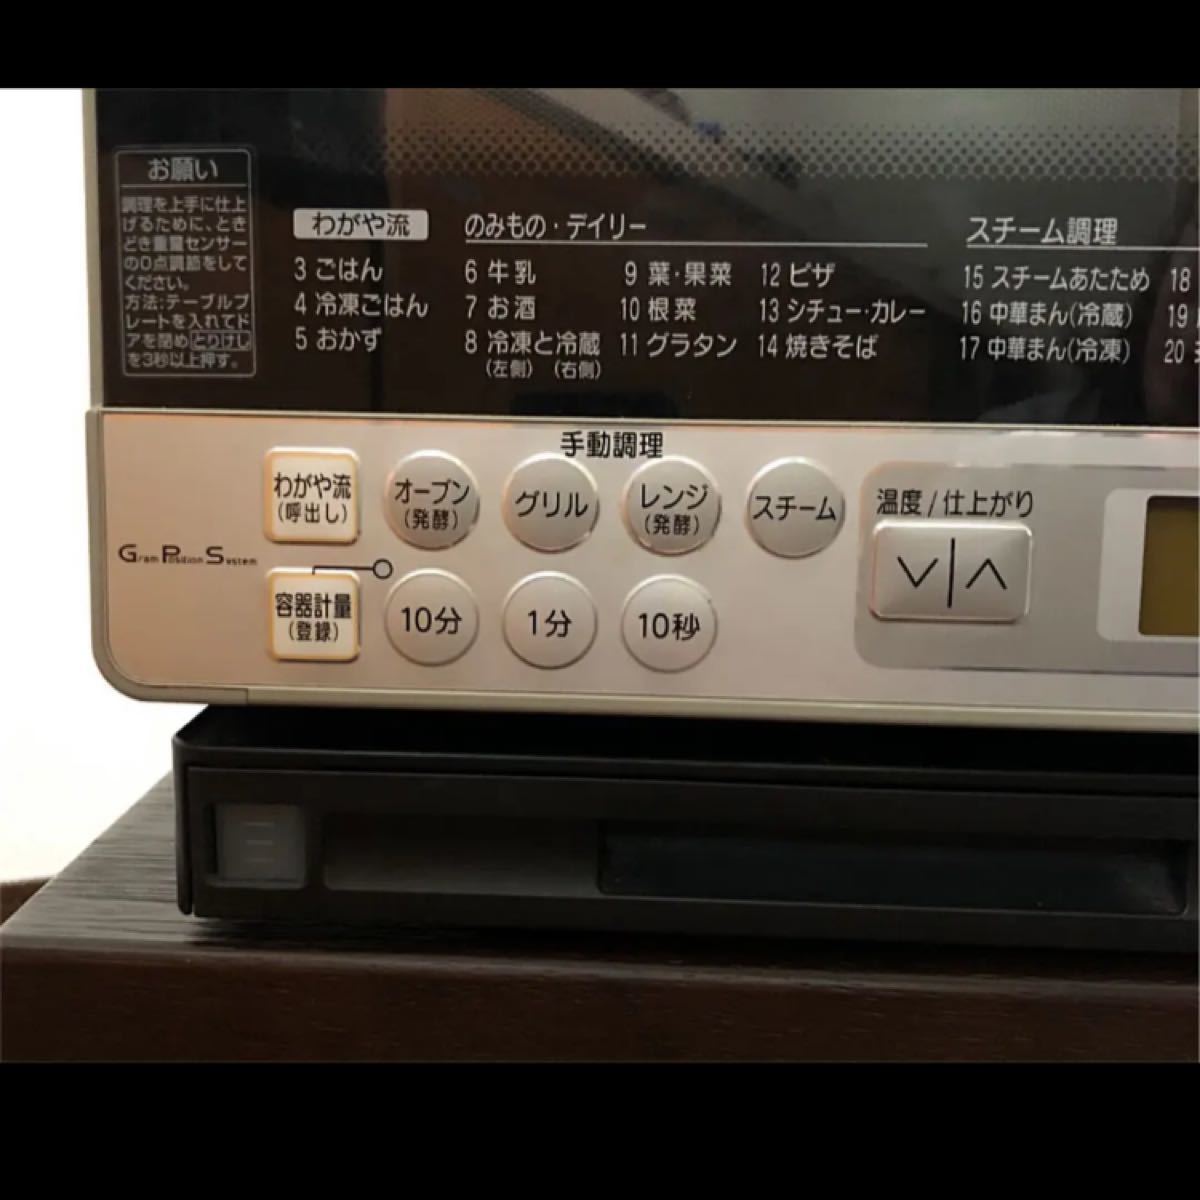 お願い
調理を上手に仕上
げるために、とき
どき重量センサー
の0点調節をして
ください。
方法:テーブルプ
レートを入れてド
アを閉めとりけし
を3秒以上押す。
わがや流
3 ごはん
4 冷凍ごはん
5 おかず
のみもの・デイリー
6 牛乳
7 お酒
8 冷凍と冷蔵
(左側) (右側)
9 葉・果菜
10 根菜
11 グラタン
12 ピザ
13 シチュー・カレー
14 焼きそば
スチーム調理
15 スチームあたため
16 中華まん(冷蔵)
17 中華まん(冷凍)
18
19
20
手動調理
わがや流
(呼出し)
オーブン
(発酵)
グリル
レンジ
(発酵)
スチーム
温度/仕上がり
Gram Position System
容器計量
(登録)
10分
1分
10秒